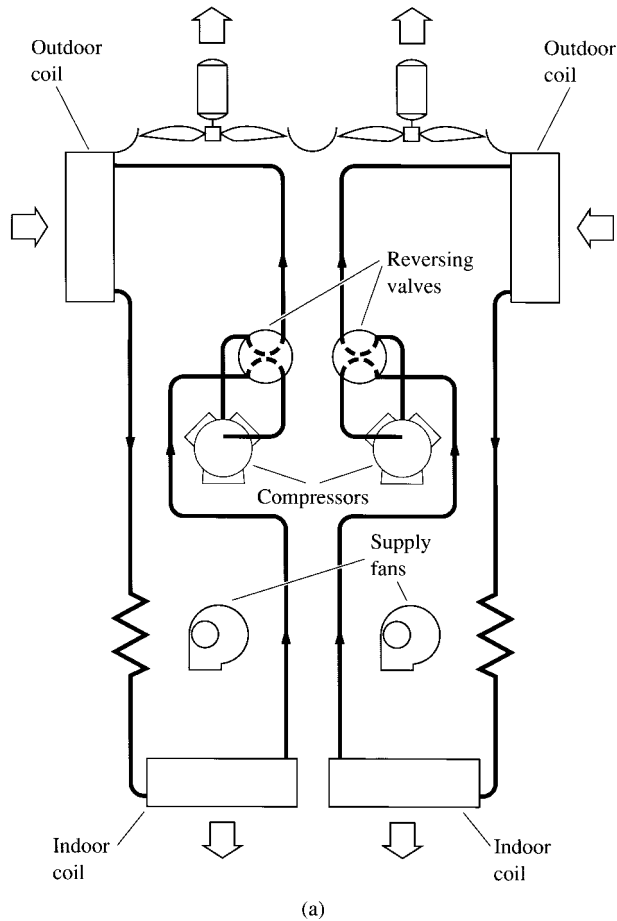 Outdoor
coil
Outdoor
coil
Reversing
valves
Compressors
Supply
fans
Indoor
coil
Indoor
coil
(a)